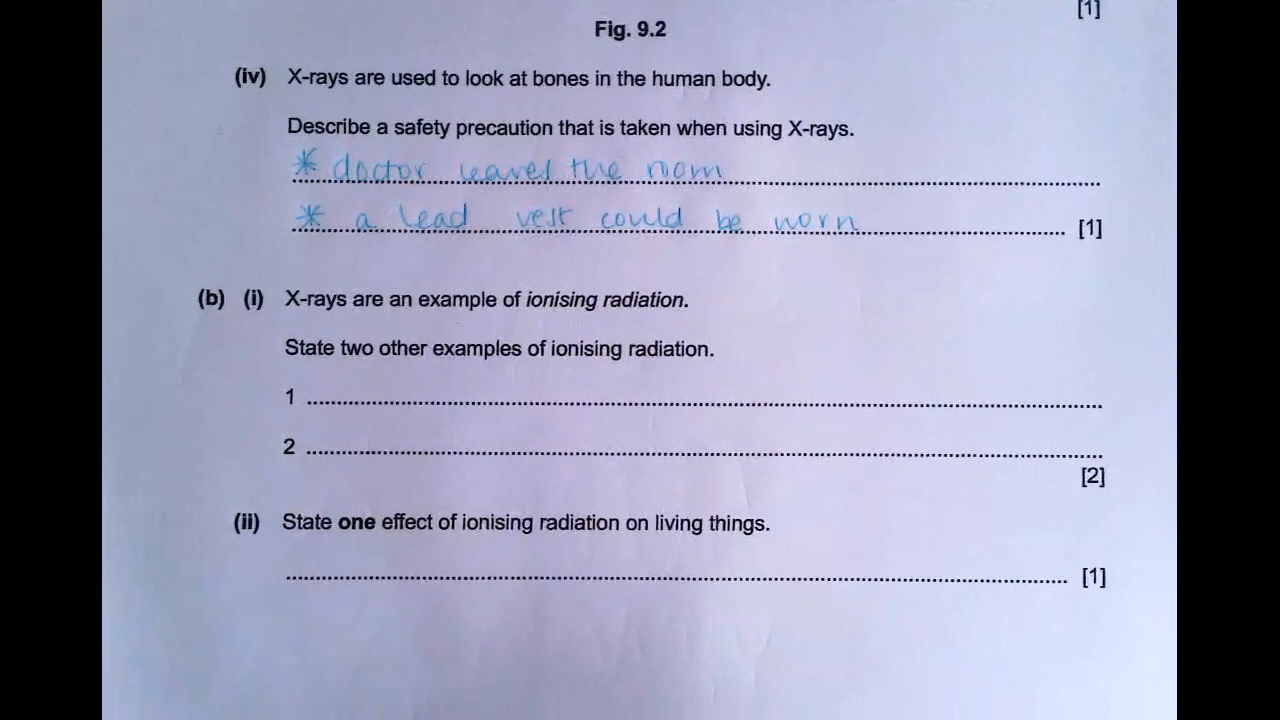 [1]
Fig. 9.2
(iv) X-rays are used to look at bones in the human body.
Describe a safety precaution that is taken when using X-rays.
* doctor leaves the room
* a lead vest could be worn [1]
(b) (i) X-rays are an example of ionising radiation.
State two other examples of ionising radiation.
1
2
[2]
(ii) State one effect of ionising radiation on living things.
[1]